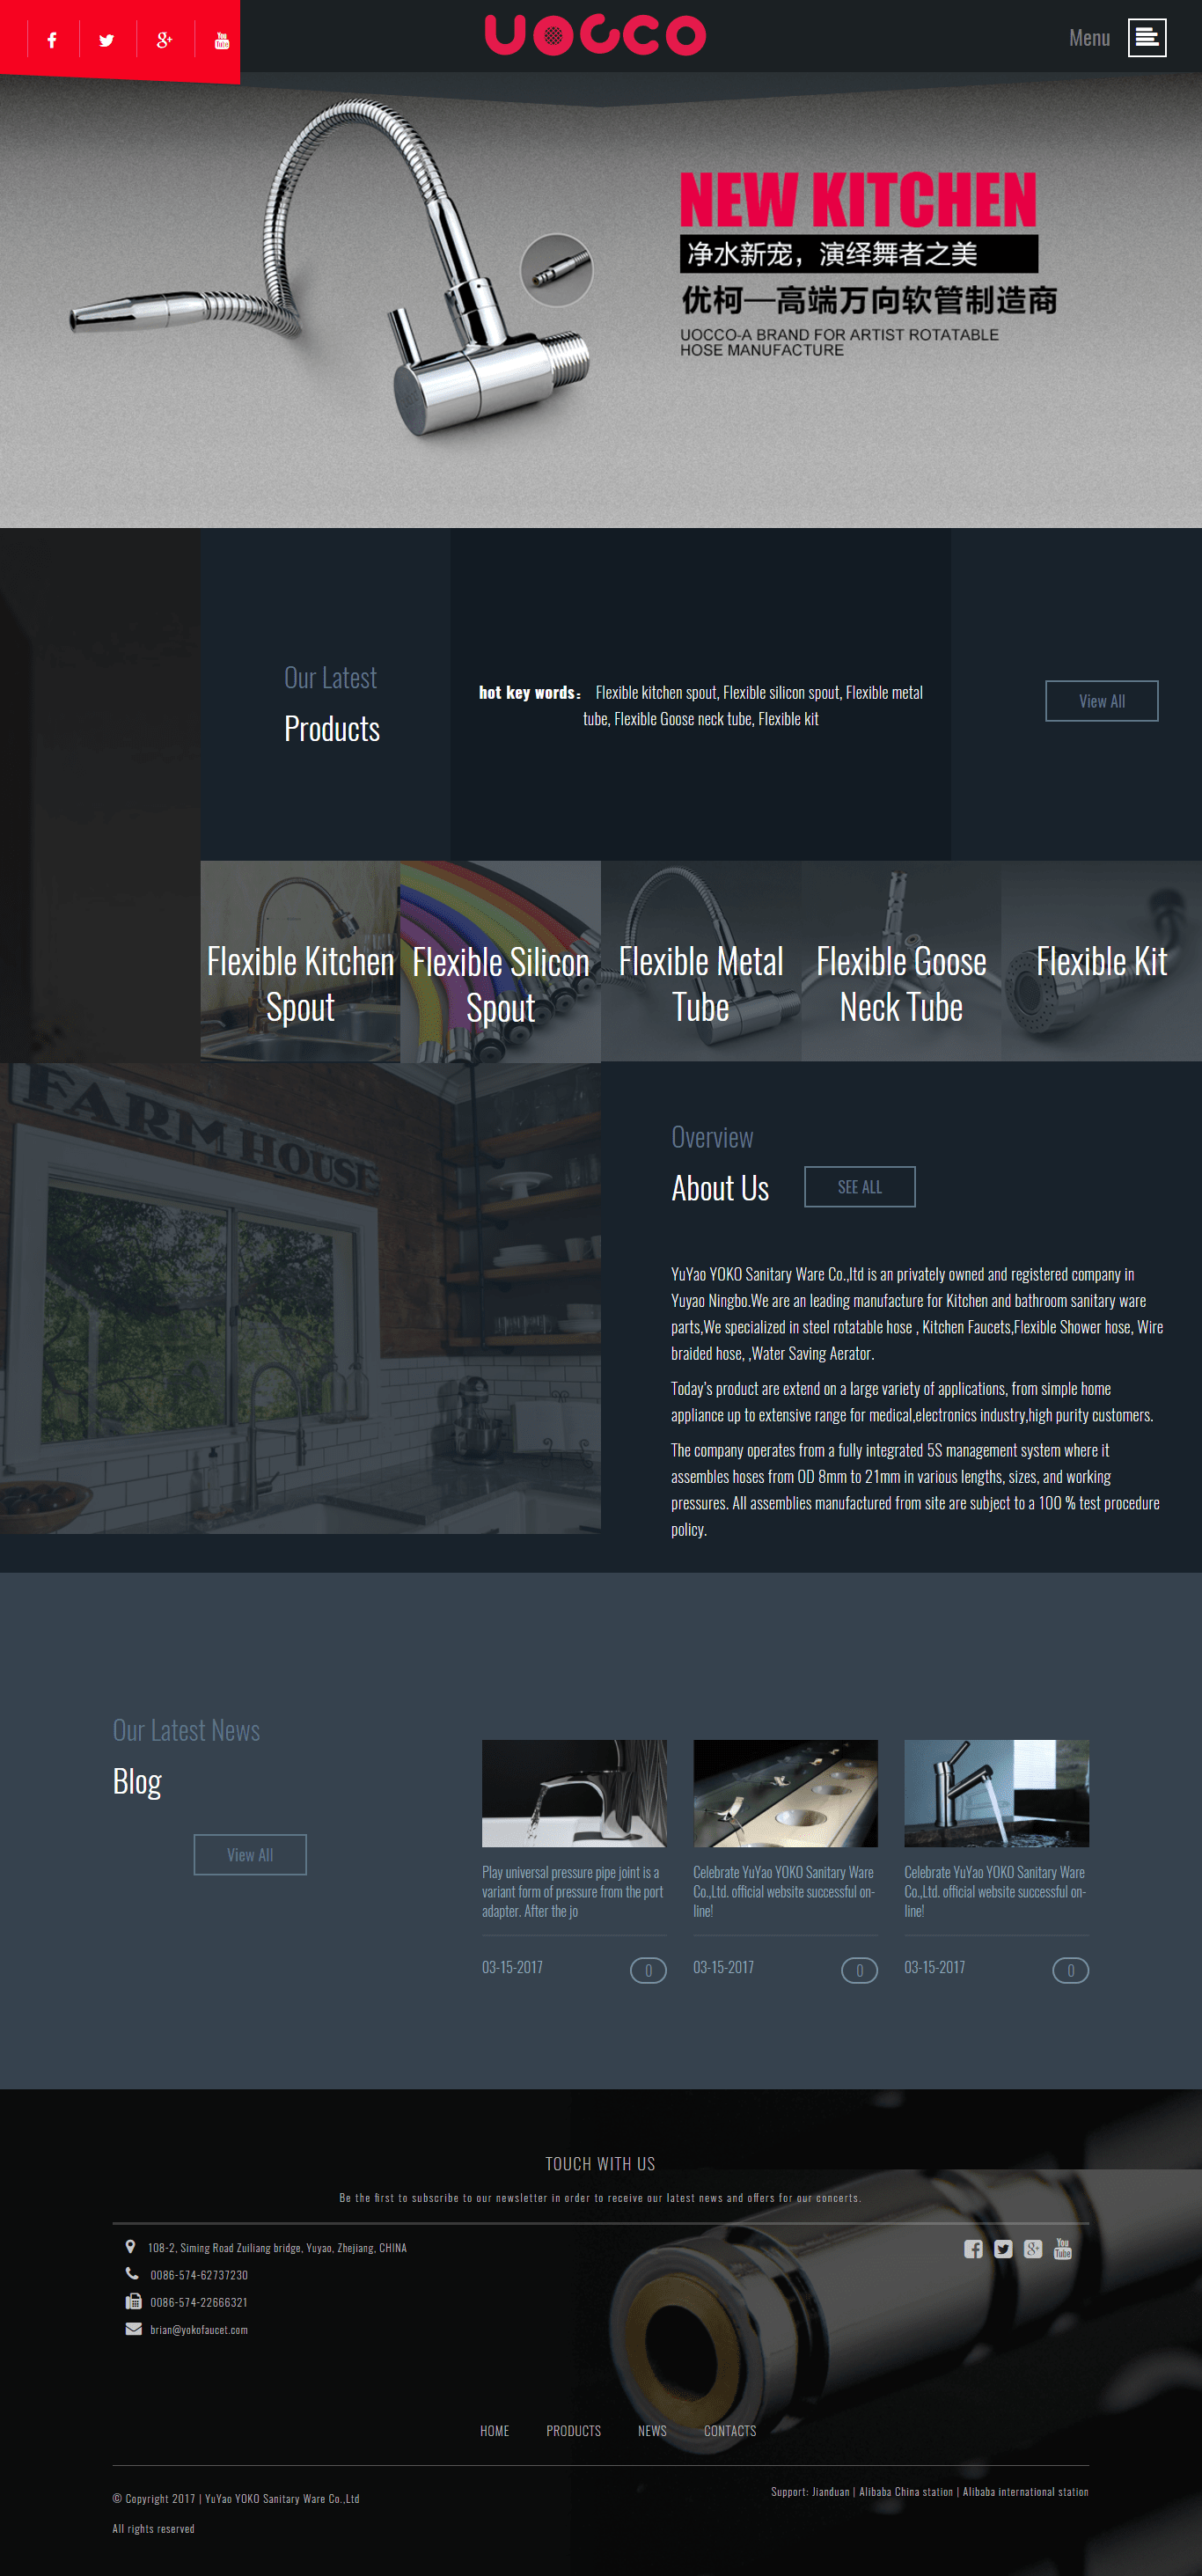 UOCCO
Menu
NEW KITCHEN
净水新宠，演绎舞者之美
优柯—高端万向软管制造商
UOCCO-A BRAND FOR ARTIST ROTATABLE
HOSE MANUFACTURE
Our Latest
Products
hot key words： Flexible kitchen spout, Flexible silicon spout, Flexible metal
tube, Flexible Goose neck tube, Flexible kit
View All
Flexible Kitchen
Spout
Flexible Silicon
Spout
Flexible Metal
Tube
Flexible Goose
Neck Tube
Flexible Kit
FARM HOUSE
Overview
About Us
SEE ALL
YuYao YOKO Sanitary Ware Co.,ltd is an privately owned and registered company in
Yuyao Ningbo.We are an leading manufacture for Kitchen and bathroom sanitary ware
parts,We specialized in steel rotatable hose , Kitchen Faucets,Flexible Shower hose, Wire
braided hose, ,Water Saving Aerator.
Today's product are extend on a large variety of applications, from simple home
appliance up to extensive range for medical,electronics industry,high purity customers.
The company operates from a fully integrated 5S management system where it
assembles hoses from OD 8mm to 21mm in various lengths, sizes, and working
pressures. All assemblies manufactured from site are subject to a 100 % test procedure
policy.
Our Latest News
Blog
View All
Play universal pressure pipe joint is a
variant form of pressure from the port
adapter. After the jo
03-15-2017
0
Celebrate YuYao YOKO Sanitary Ware
Co.,Ltd. official website successful on-
line!
03-15-2017
0
Celebrate YuYao YOKO Sanitary Ware
Co.,Ltd. official website successful on-
line!
03-15-2017
0
TOUCH WITH US
Be the first to subscribe to our newsletter in order to receive our latest news and offers for our concerts.
108-2, Siming Road Zuiliang bridge, Yuyao, Zhejiang, CHINA
0086-574-62737230
0086-574-22666321
brian@yokofaucet.com
HOME PRODUCTS NEWS CONTACTS
© Copyright 2017 | YuYao YOKO Sanitary Ware Co.,Ltd
All rights reserved
Support: Jianduan | Alibaba China station | Alibaba international station